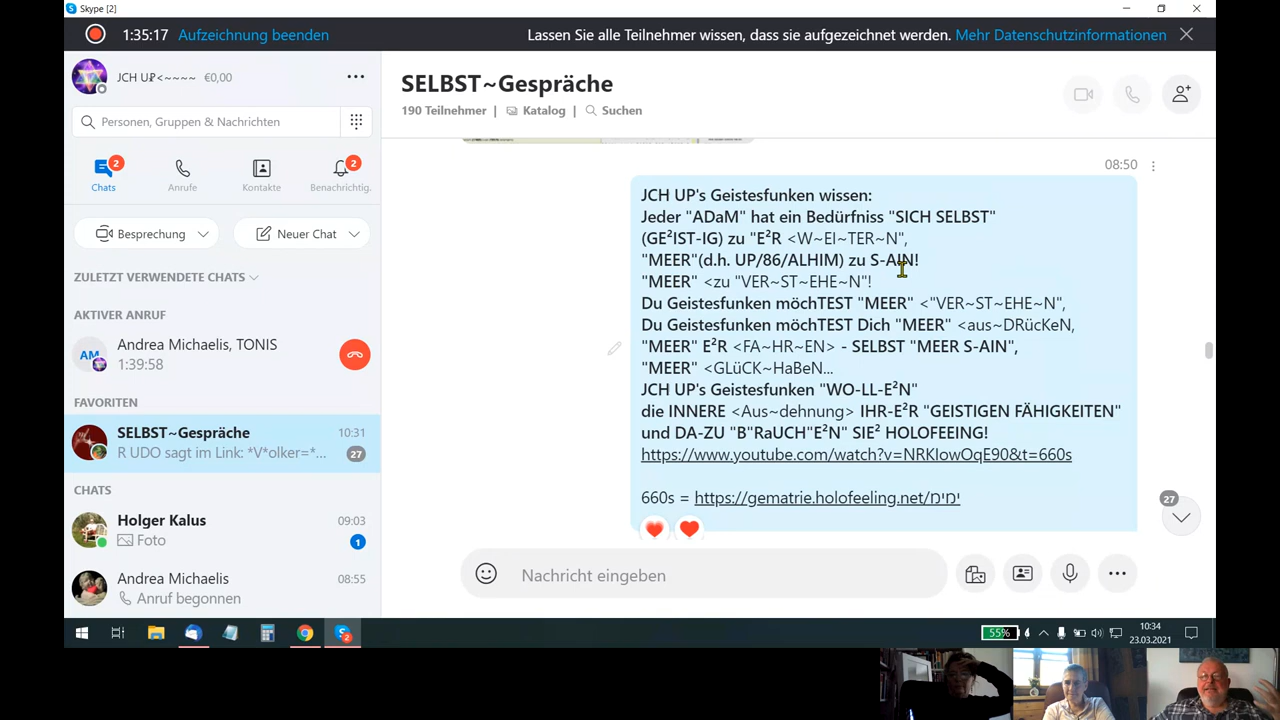 Skype [2]
1:35:17 Aufzeichnung beenden
Lassen Sie alle Teilnehmer wissen, dass sie aufgezeichnet werden. Mehr Datenschutzinformationen
€0,00
Personen, Gruppen & Nachrichten
2
2
Chats
Anrufe
Kontakte
Benachrichtig.
Besprechung
Neuer Chat
ZULETZT VERWENDETE CHATS
AKTIVER ANRUF
AM
Andrea Michaelis, TONIS
1:39:58
FAVORITEN
SELBST~Gespräche
10:31
R UDO sagt im Link: *V*olker=*...
27
CHATS
Holger Kalus
09:03
Foto
1
Andrea Michaelis
08:55
Anruf begonnen
SELBST~Gespräche
190 Teilnehmer | Katalog | Suchen
08:50
JCH UP's Geistesfunken wissen:
Jeder "ADaM" hat ein Bedürfniss "SICH SELBST"
(GE²IST-IG) zu "E²R <W~EI~TER~N",
"MEER"(d.h. UP/86/ALHIM) zu S-AIN!
"MEER" <zu "VER~ST~EHE~N"!
Du Geistesfunken möchTEST "MEER" <"VER~ST~EHE~N",
Du Geistesfunken möchTEST Dich "MEER" <aus~DRücKeN,
"MEER" E²R <FA~HR~EN> - SELBST "MEER S-AIN",
"MEER" <GLüCK~HaBeN...
JCH UP's Geistesfunken "WO-LL-E²N"
die INNERE <Aus~dehnung> IHR-E²R "GEISTIGEN FÄHIGKEITEN"
und DA-ZU "B"RaUCH"E²N" SIE² HOLOFEEING!
https://www.youtube.com/watch?v=NRKIowOqE90&t=660s
660s = https://gematrie.holofeeling.net/ימית
27
Nachricht eingeben
2
55%
10:34
23.03.2021